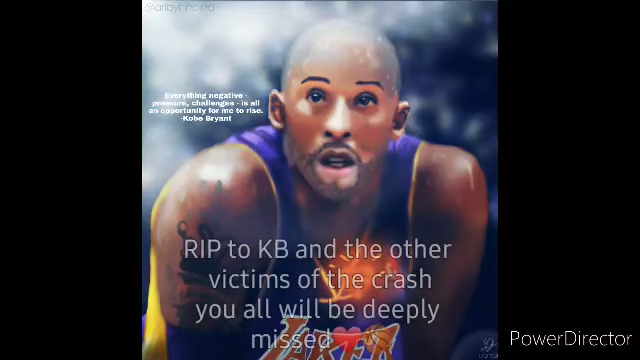 Everything negative -
pressure, challenges - is all
an opportunity for me to rise.
-Kobe Bryant
RIP to KB and the other
victims of the crash
you all will be deeply
missed
PowerDirector